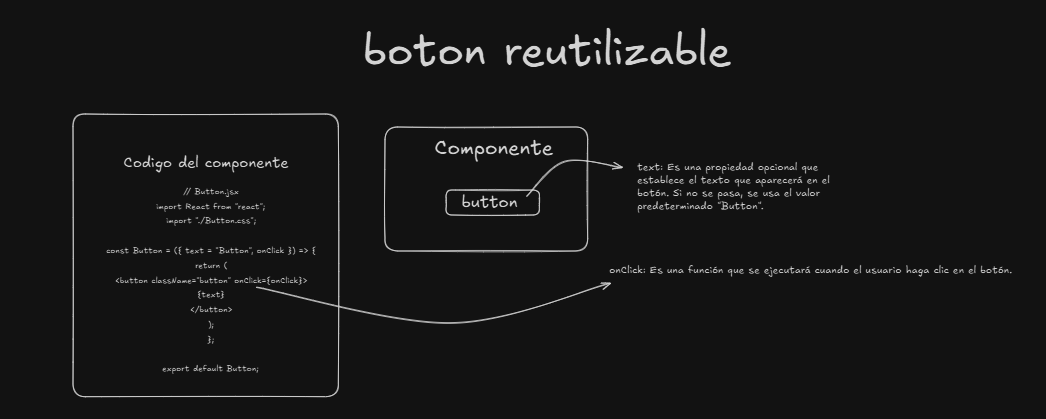 boton reutilizable
Codigo del componente
// Button.jsx
import React from "react";
import "./Button.css";
const Button = ({ text = "Button", onClick }) => {
return (
<button className="button" onClick={onClick}>
{text}
</button>
);
};
export default Button;
Componente
button
text: Es una propiedad opcional que
establece el texto que aparecerá en el
botón. Si no se pasa, se usa el valor
predeterminado "Button".
onClick: Es una función que se ejecutará cuando el usuario haga clic en el botón.